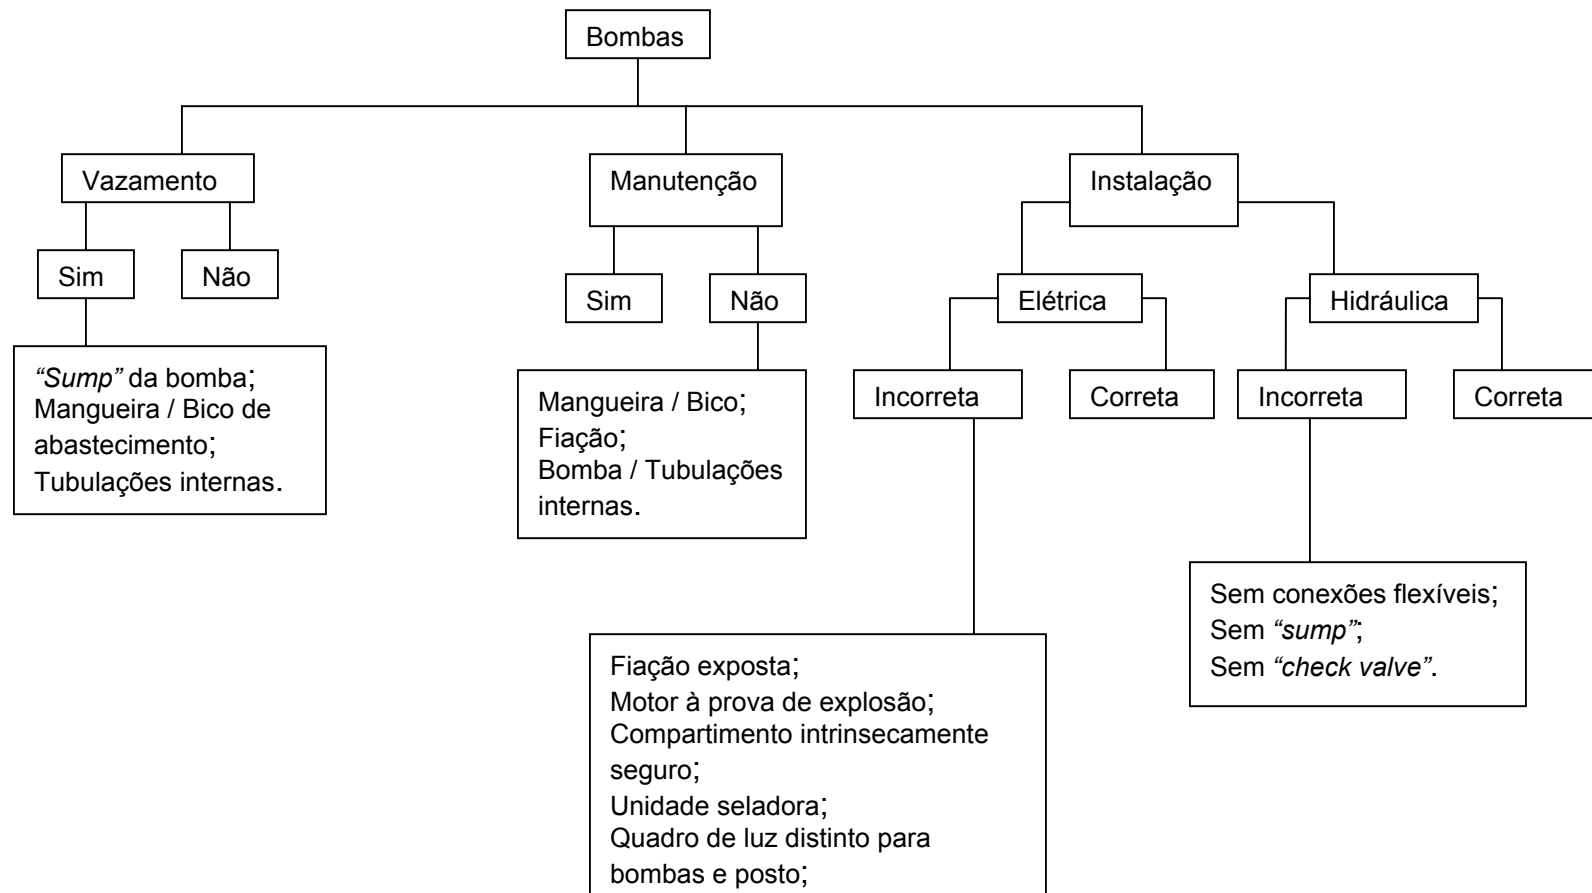 Bombas
Vazamento
Manutenção
Instalação
Sim
Não
Sim
Não
Elétrica
Hidráulica
“Sump” da bomba;
Mangueira / Bico de
abastecimento;
Tubulações internas.
Mangueira / Bico;
Fiação;
Bomba / Tubulações
internas.
Incorreta
Correta
Incorreta
Correta
Fiação exposta;
Motor à prova de explosão;
Compartimento intrinsecamente
seguro;
Unidade seladora;
Quadro de luz distinto para
bombas e posto;
Sem conexões flexíveis;
Sem “sump”;
Sem “check valve”.